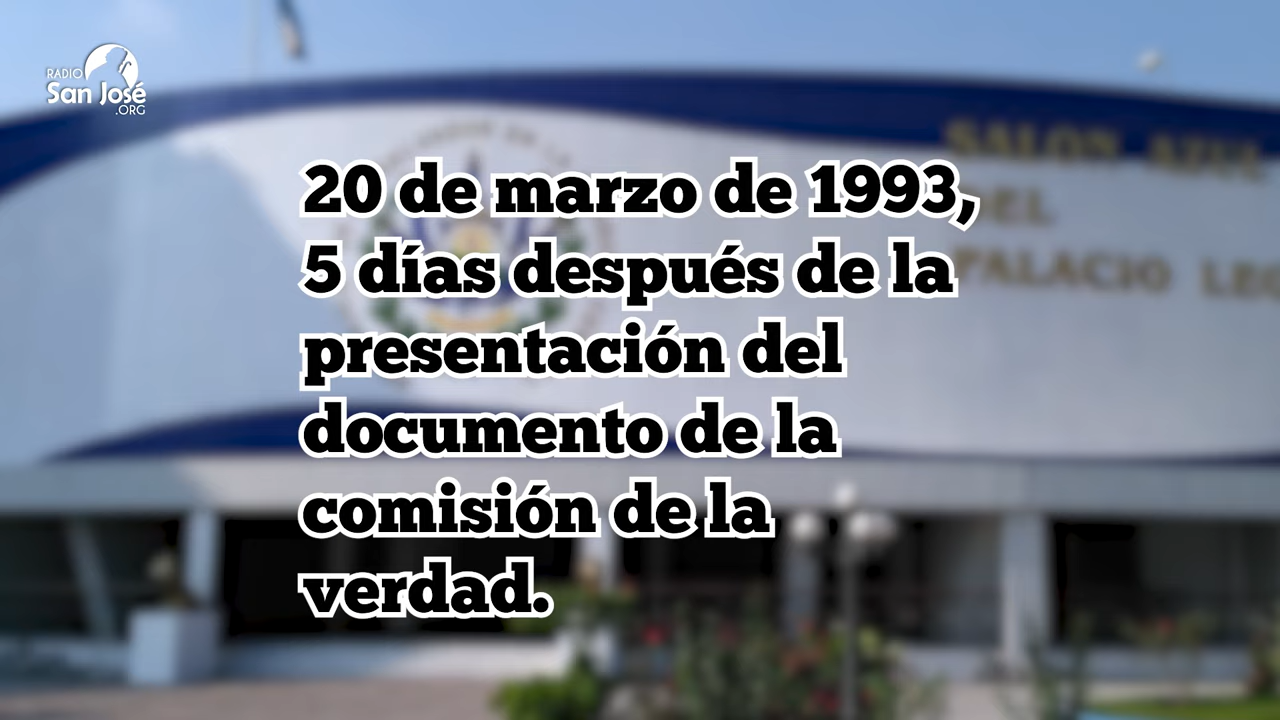 RADIO
San José
.ORG
20 de marzo de 1993,
5 días después de la
presentación del
documento de la
comisión de la
verdad.
SALON AZUL
DEL
PALACIO LEG